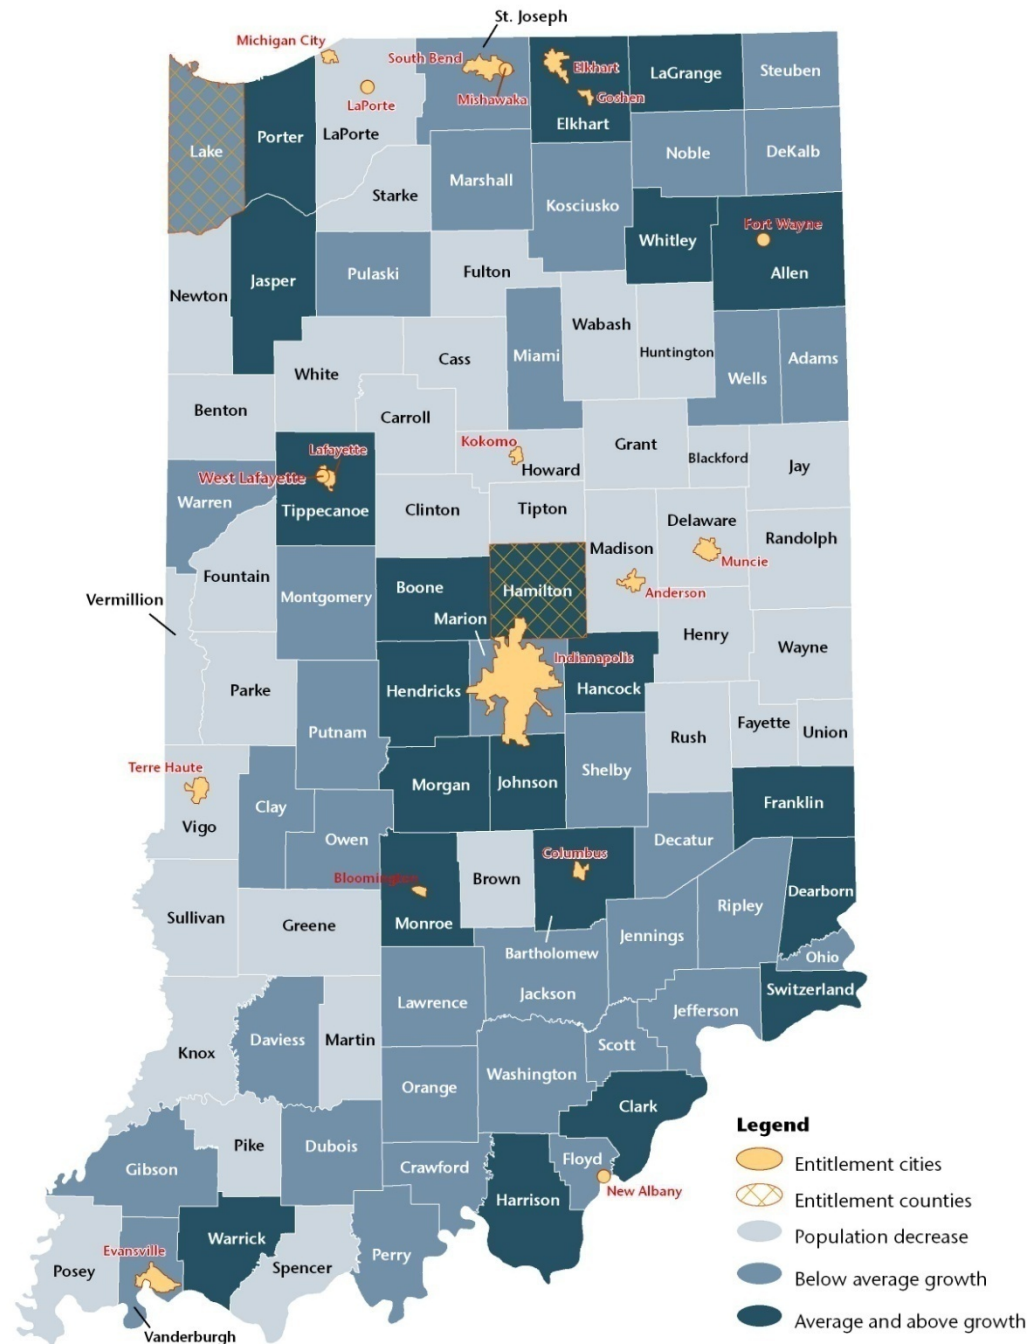 St. Joseph
Michigan City
South Bend
Elkhart
LaGrange
Steuben
LaPorte
Mishawaka
Goshen
Elkhart
Porter
LaPorte
Lake
Noble
DeKalb
Starke
Marshall
Kosciusko
Fort Wayne
Whitley
Allen
Newton
Jasper
Pulaski
Fulton
Wabash
Huntington
Miami
Cass
White
Wells
Adams
Benton
Carroll
Kokomo
Howard
Grant
Blackford
Jay
Lafayette
West Lafayette
Tippecanoe
Warren
Clinton
Tipton
Delaware
Randolph
Madison
Muncie
Fountain
Boone
Hamilton
Anderson
Vermillion
Montgomery
Marion
Henry
Wayne
Indianapolis
Hancock
Parke
Hendricks
Putnam
Rush
Fayette
Union
Terre Haute
Morgan
Johnson
Shelby
Franklin
Vigo
Clay
Owen
Decatur
Columbus
Bloomington
Brown
Dearborn
Monroe
Sullivan
Greene
Ripley
Jennings
Bartholomew
Ohio
Switzerland
Lawrence
Jackson
Jefferson
Knox
Daviess
Martin
Scott
Washington
Orange
Clark
Pike
Dubois
Gibson
Crawford
Floyd
New Albany
Harrison
Warrick
Evansville
Perry
Posey
Spencer
Vanderburgh
Legend
Entitlement cities
Entitlement counties
Population decrease
Below average growth
Average and above growth